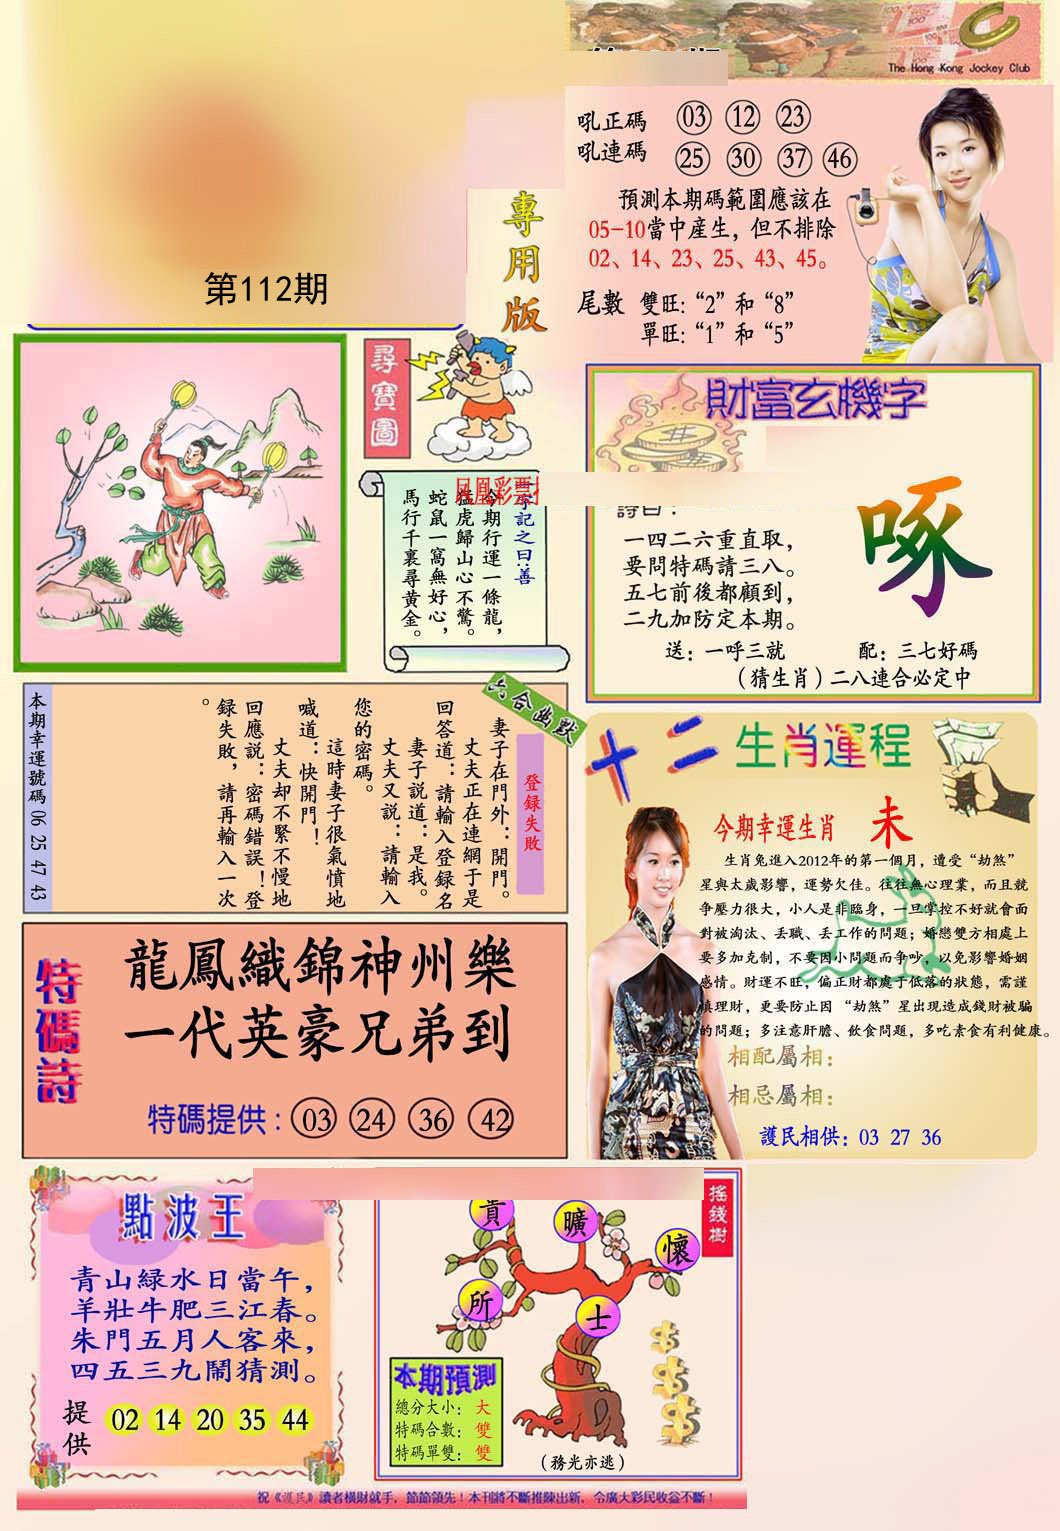 The Hong Kong Jockey Club
吼正碼 03 12 23
吼連碼 25 30 37 46
預測本期碼範圍應該在
05-10當中産生，但不排除
02、14、23、25、43、45。
尾數 雙旺：“2”和“8”
單旺：“1”和“5”
專用版
第112期
尋寶圖
一字記之曰：善
今期行運一條龍，
猛虎歸山心不驚。
蛇鼠一窩無好心，
馬行千裏尋黃金。
鳳凰彩票
財富玄機字
詩曰：
一四二六重直取，
要問特碼請三八。
五七前後都顧到，
二九加防定本期。
啄
送：一呼三就 配：三七好碼
（猜生肖）二八連合必定中
六合幽默
登録失敗
妻子在門外：開門。
丈夫正在連網于是
回答道：請輸入登録名
妻子説道：是我。
丈夫又説：請輸入
您的密碼。
這時妻子很氣憤地
喊道：快開門！
丈夫却不緊不慢地
回應説：密碼錯誤！登
録失敗，請再輸入一次
。
本期幸運號碼 06 25 47 43
十二生肖運程
今期幸運生肖 未
生肖兔進入2012年的第一個月，遭受“劫煞”
星與太歲影響，運勢欠佳。往往無心理業，而且競
争壓力很大，小人是非臨身，一旦掌控不好就會面
對被淘汰、丢職、丢工作的問題；婚戀雙方相處上
要多加克制，不要因小問題而争吵，以免影響婚姻
感情。財運不旺，偏正財都處于低落的狀態，需謹
慎理財，更要防止因“劫煞”星出現造成錢財被騙
的問題；多注意肝膽、飲食問題，多吃素食有利健康。
相配屬相：
相忌屬相：
護民相供：03 27 36
特碼詩
龍鳳織錦神州樂
一代英豪兄弟到
特碼提供：03 24 36 42
點波王
青山緑水日當午，
羊壯牛肥三江春。
朱門五月人客來，
四五三九鬧猜測。
提供 02 14 20 35 44
搖錢樹
貴
曠
懷
所
士
本期預測
總分大小：大
特碼合數：雙
特碼單雙：雙
（務光亦逃）
祝《護民》讀者橫財就手，節節領先！本刊將不斷推陳出新，令廣大彩民收益不斷！